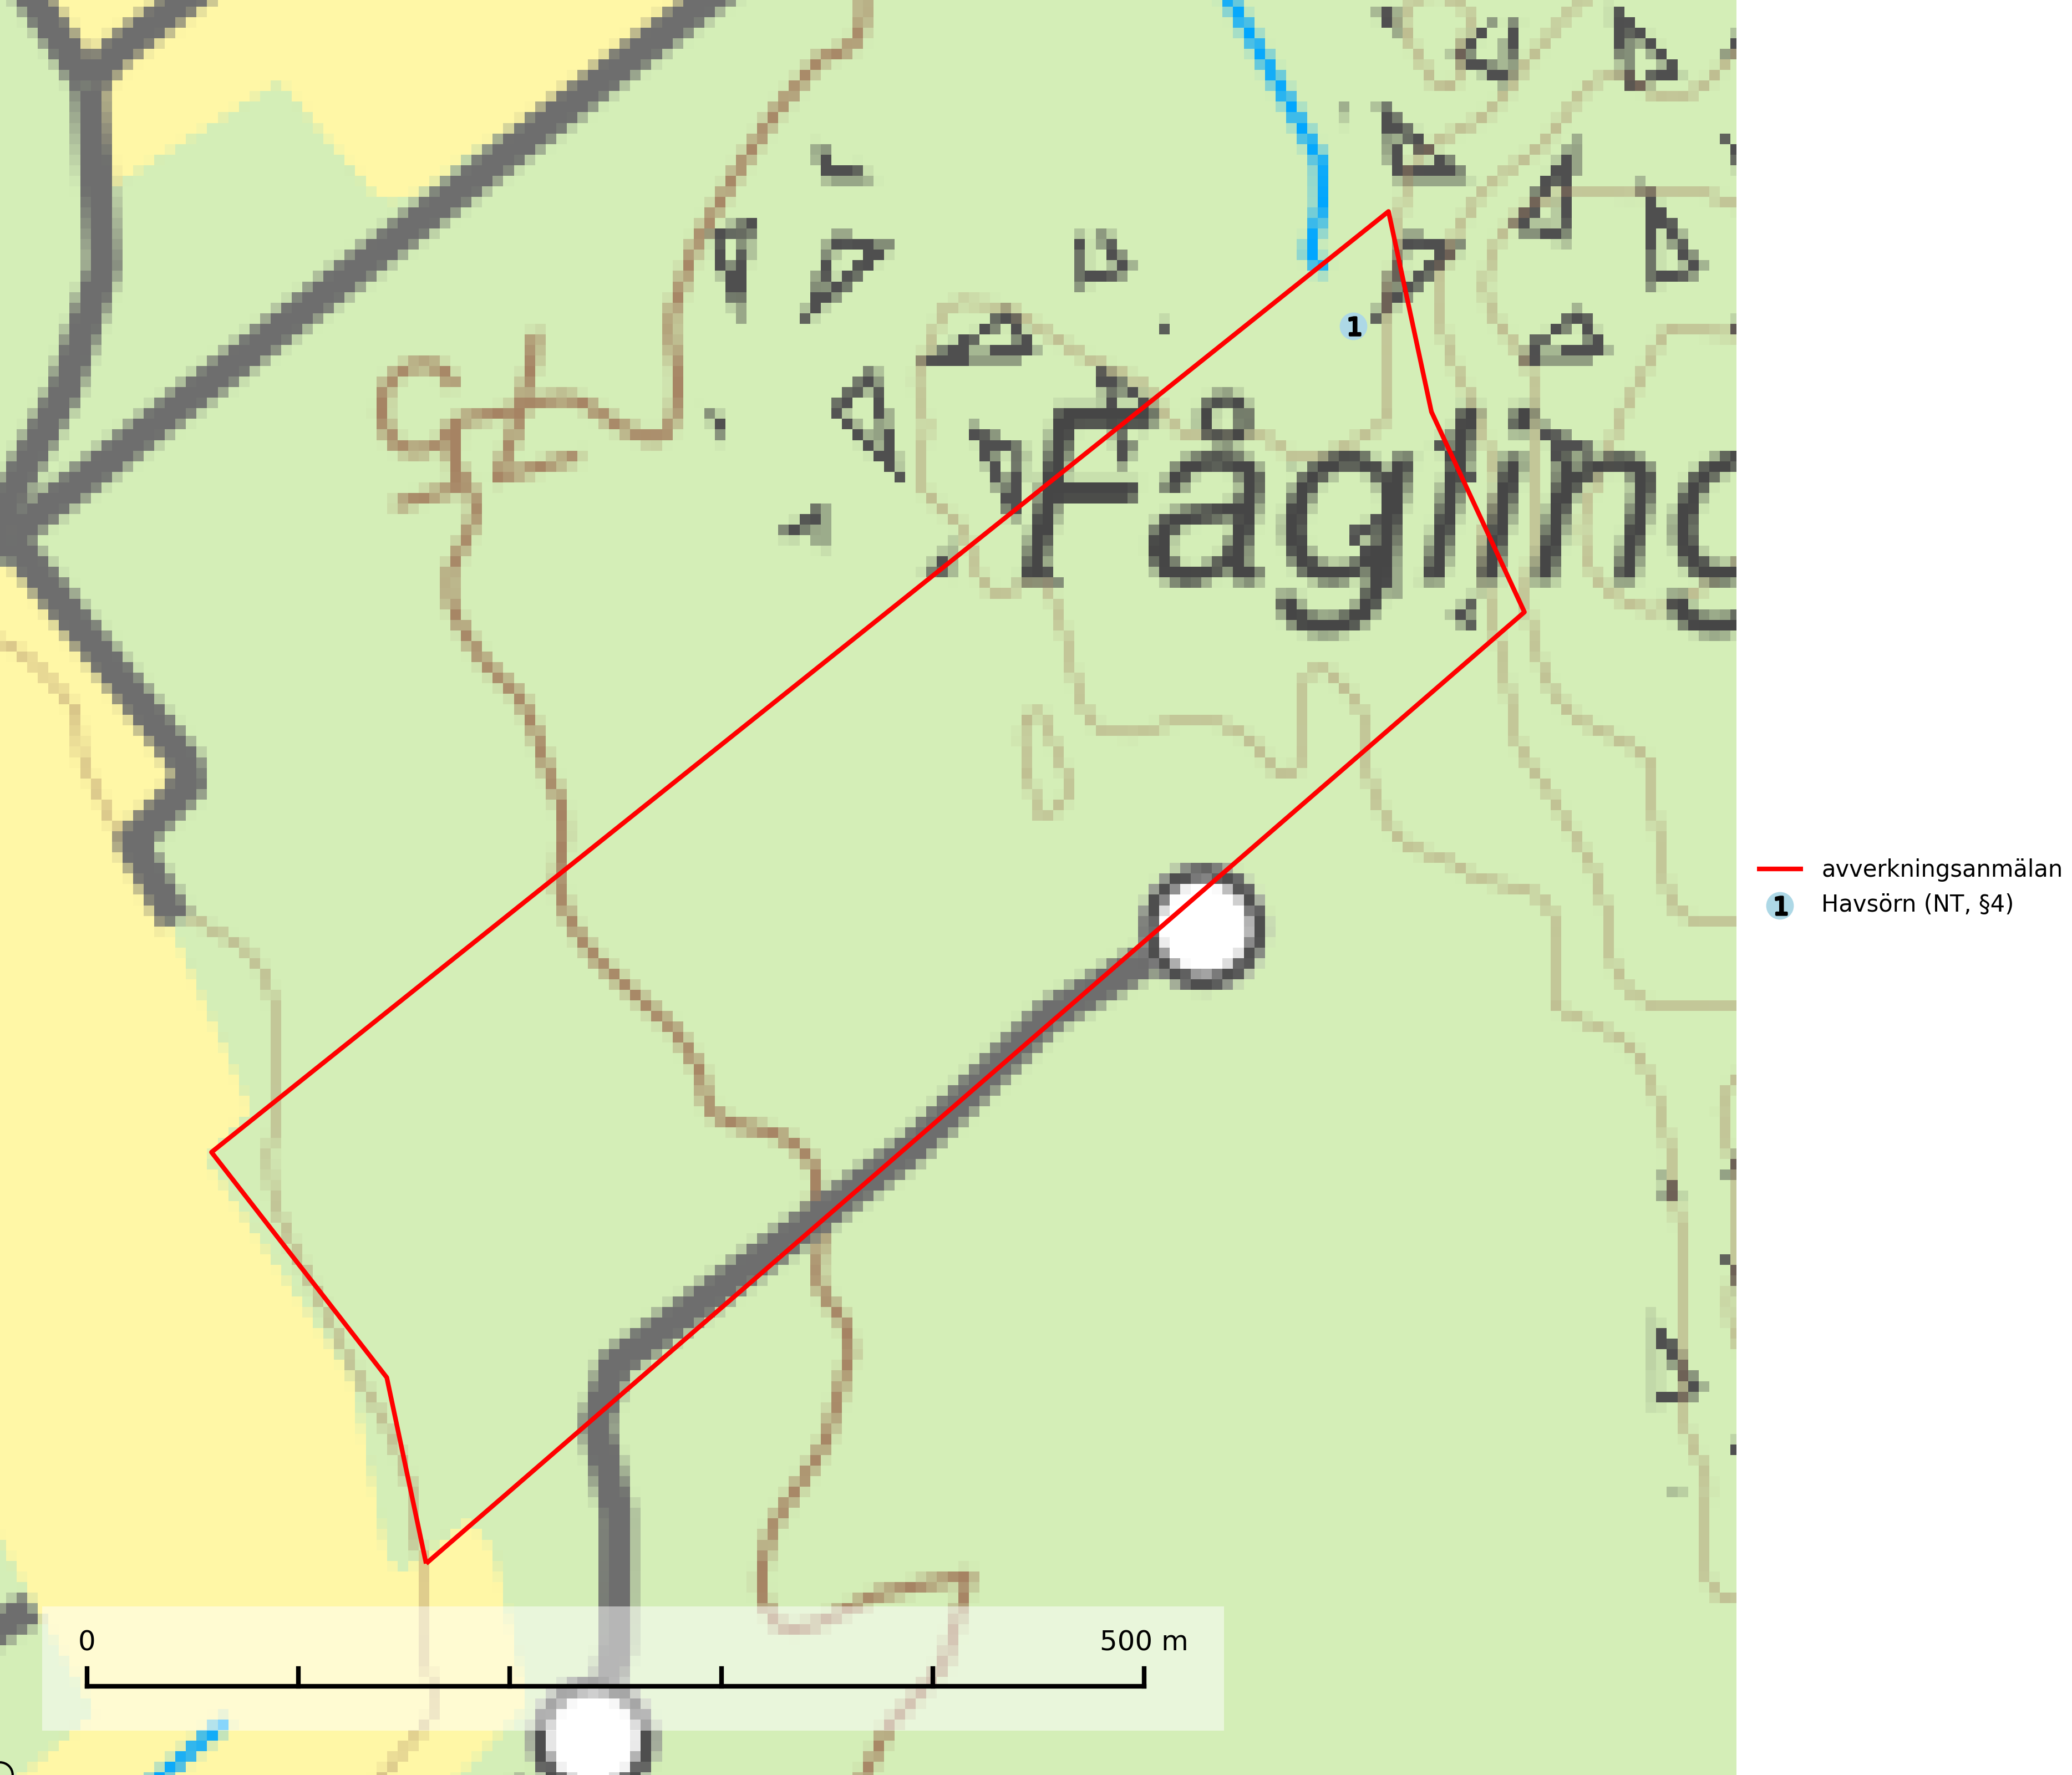 1
Fågling
avverkningsanmälan
1 Havsörn (NT, §4)
0 500 m